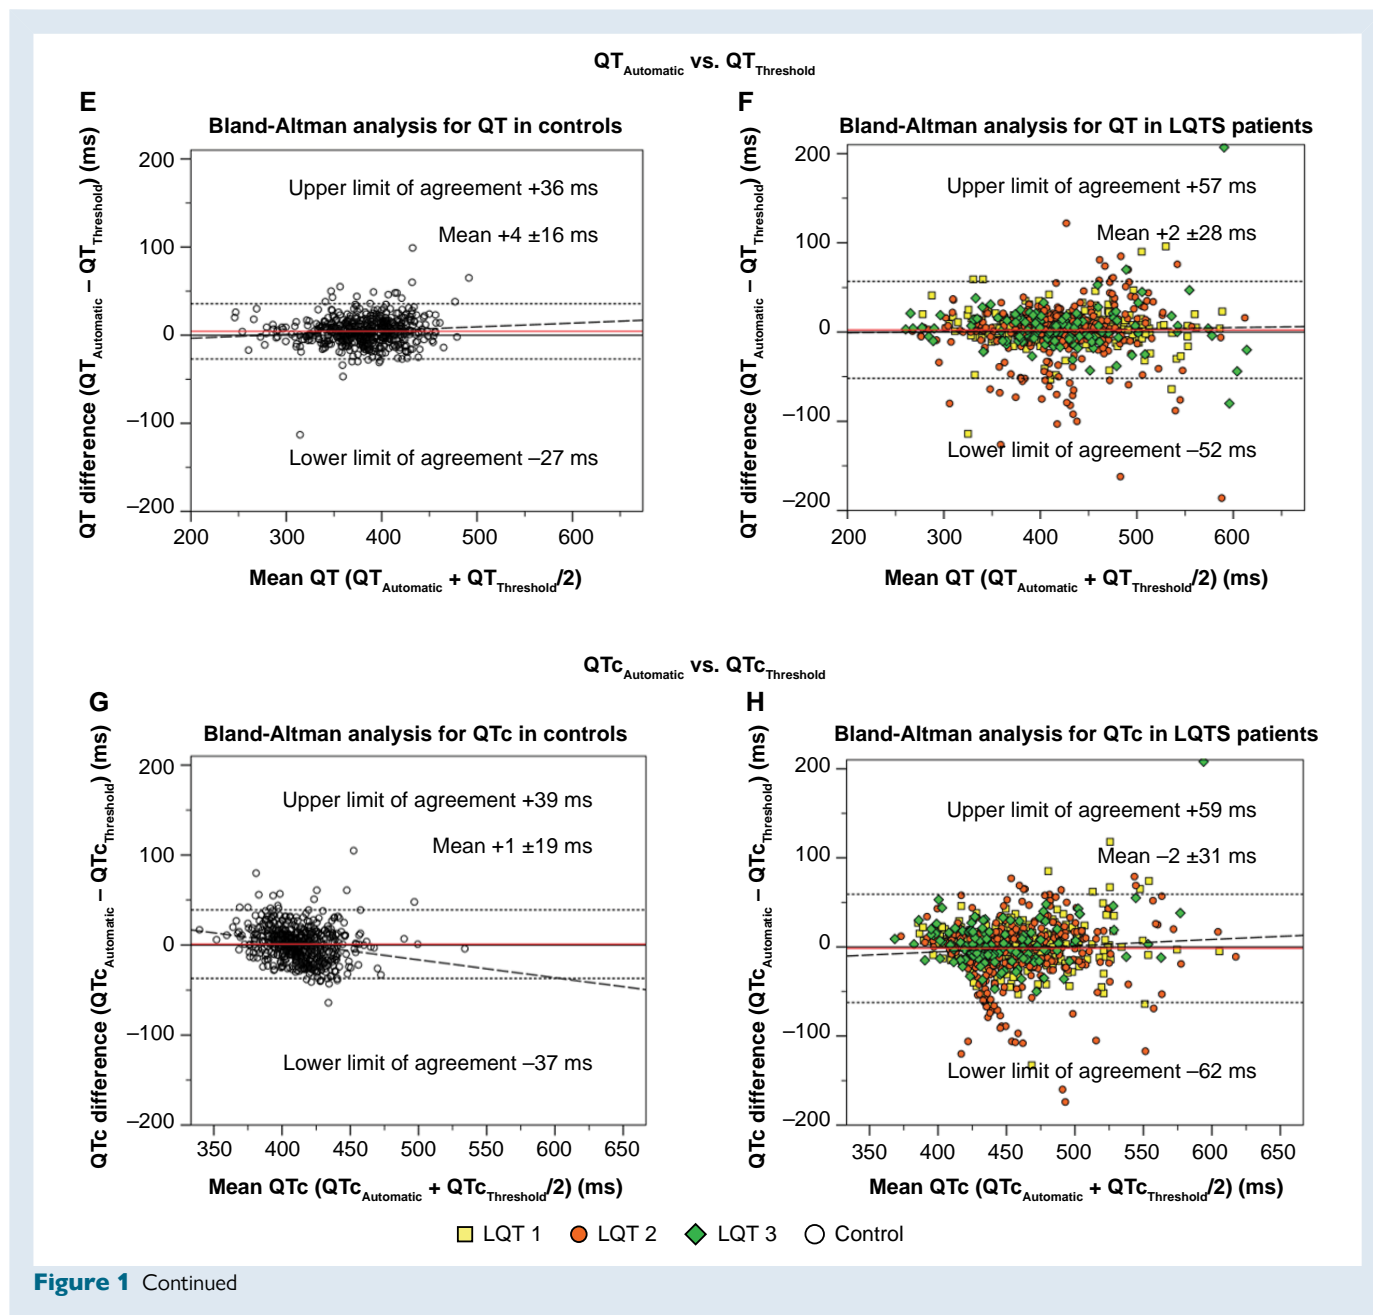 QTAutomatic vs. QTThreshold
E
Bland-Altman analysis for QT in controls
QT difference (QTAutomatic – QTThreshold) (ms)
200
100
0
–100
–200
Upper limit of agreement +36 ms
Mean +4 ±16 ms
Lower limit of agreement –27 ms
200 300 400 500 600
Mean QT (QTAutomatic + QTThreshold/2)
F
Bland-Altman analysis for QT in LQTS patients
QT difference (QTAutomatic – QTThreshold) (ms)
200
100
0
–100
–200
Upper limit of agreement +57 ms
Mean +2 ±28 ms
Lower limit of agreement –52 ms
200 300 400 500 600
Mean QT (QTAutomatic + QTThreshold/2) (ms)
QTcAutomatic vs. QTcThreshold
G
Bland-Altman analysis for QTc in controls
QTc difference (QTcAutomatic – QTcThreshold) (ms)
200
100
0
–100
–200
Upper limit of agreement +39 ms
Mean +1 ±19 ms
Lower limit of agreement –37 ms
350 400 450 500 550 600 650
Mean QTc (QTcAutomatic + QTcThreshold/2) (ms)
H
Bland-Altman analysis for QTc in LQTS patients
QTc difference (QTcAutomatic – QTcThreshold) (ms)
200
100
0
–100
–200
Upper limit of agreement +59 ms
Mean –2 ±31 ms
Lower limit of agreement –62 ms
350 400 450 500 550 600 650
Mean QTc (QTcAutomatic + QTcThreshold/2) (ms)
LQT 1 LQT 2 LQT 3 Control
Figure 1 Continued